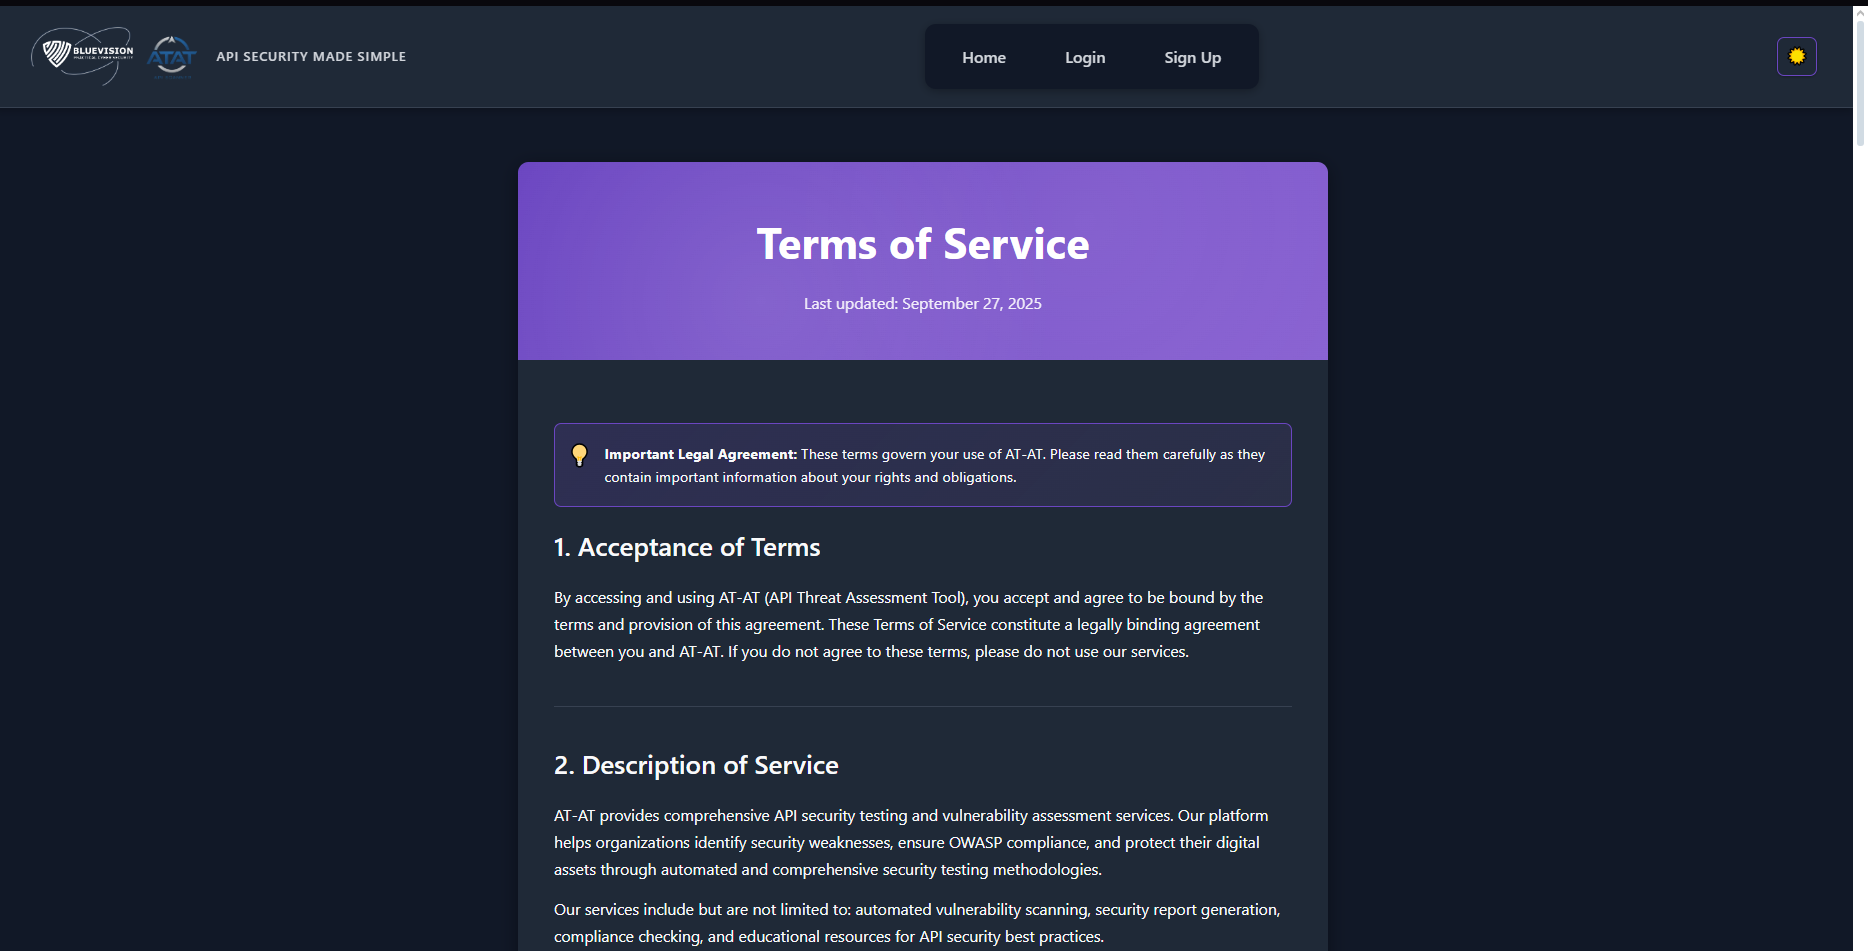 BLUEVISION
PRACTICAL CYBER SECURITY
ATAT
API SECURITY MADE SIMPLE
Home
Login
Sign Up
Terms of Service
Last updated: September 27, 2025
Important Legal Agreement: These terms govern your use of AT-AT. Please read them carefully as they
contain important information about your rights and obligations.
1. Acceptance of Terms
By accessing and using AT-AT (API Threat Assessment Tool), you accept and agree to be bound by the
terms and provision of this agreement. These Terms of Service constitute a legally binding agreement
between you and AT-AT. If you do not agree to these terms, please do not use our services.
2. Description of Service
AT-AT provides comprehensive API security testing and vulnerability assessment services. Our platform
helps organizations identify security weaknesses, ensure OWASP compliance, and protect their digital
assets through automated and comprehensive security testing methodologies.
Our services include but are not limited to: automated vulnerability scanning, security report generation,
compliance checking, and educational resources for API security best practices.